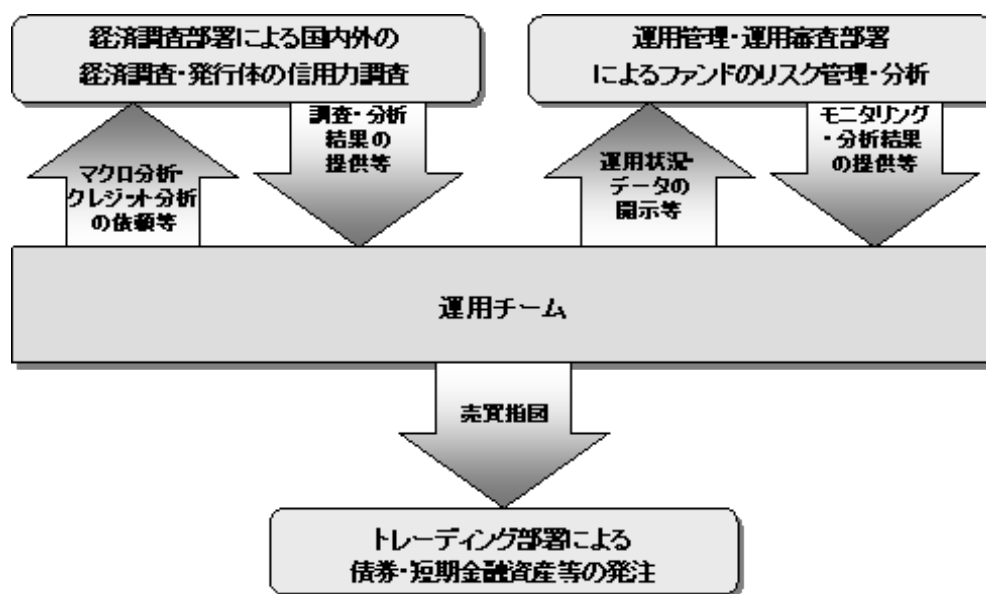 経済調査部署による国内外の
経済調査・発行体の信用力調査
運用管理・運用審査部署
によるファンドのリスク管理・分析
マクロ分析・
クレジット分析
の依頼等
調査・分析
結果の
提供等
運用状況・
データの
開示等
モニタリング
・分析結果
の提供等
運用チーム
売買指図
トレーディング部署による
債券・短期金融資産等の発注